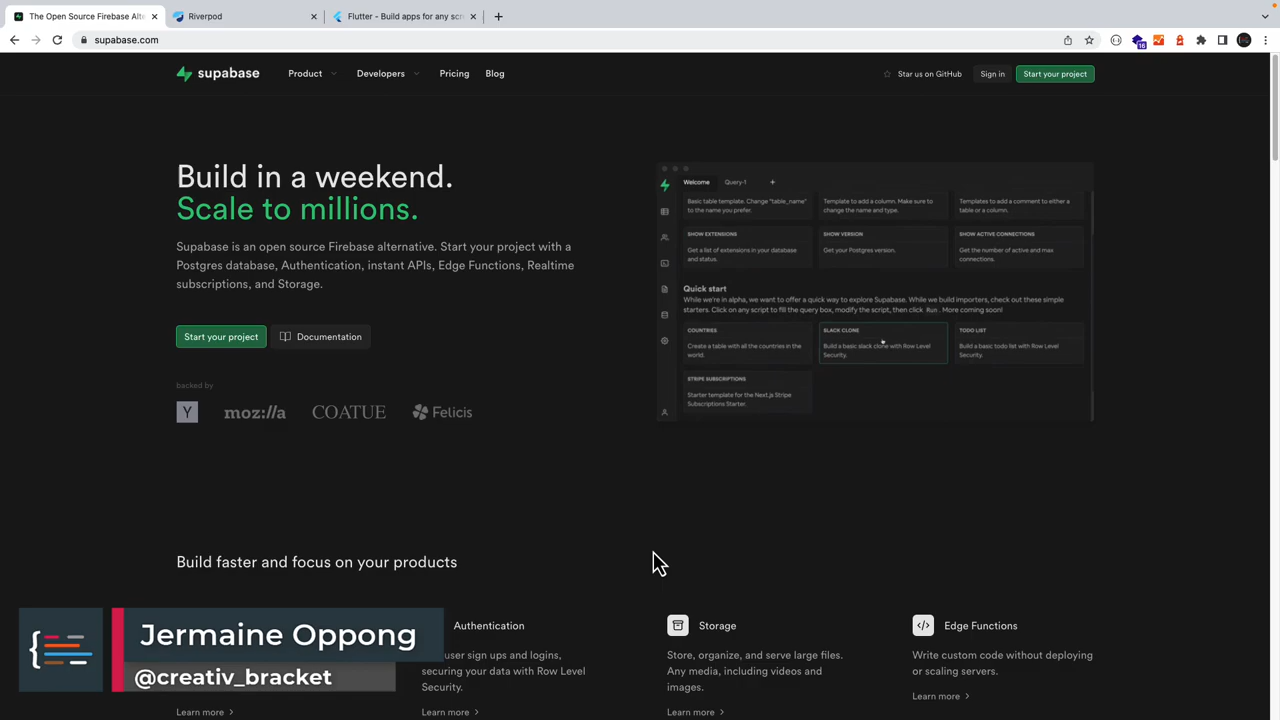 The Open Source Firebase Alte
Riverpod
Flutter - Build apps for any scr
supabase.com
16
supabase
Product
Developers
Pricing
Blog
Star us on GitHub
Sign in
Start your project
Build in a weekend.
Scale to millions.
Supabase is an open source Firebase alternative. Start your project with a
Postgres database, Authentication, instant APIs, Edge Functions, Realtime
subscriptions, and Storage.
Start your project
Documentation
backed by
Y
moz://a
COATUE
Felicis
Welcome
Query-1
Basic table template. Change "table_name"
to the name you prefer.
Template to add a column. Make sure to
change the name and type.
Templates to add a comment to either a
table or a column.
SHOW EXTENSIONS
Get a list of extensions in your database
and status.
SHOW VERSION
Get your Postgres version.
SHOW ACTIVE CONNECTIONS
Get the number of active and max
connections.
Quick start
While we're in alpha, we want to offer a quick way to explore Supabase. While we build importers, check out these simple
starters. Click on any script to fill the query box, modify the script, then click Run . More coming soon!
COUNTRIES
Create a table with all the countries in the
world.
SLACK CLONE
Build a basic slack clone with Row Level
Security.
TODO LIST
Build a basic todo list with Row Level
Security.
STRIPE SUBSCRIPTIONS
Starter template for the Next.js Stripe
Subscriptions Starter.
Build faster and focus on your products
Authentication
user sign ups and logins,
securing your data with Row Level
Security.
Learn more
Storage
Store, organize, and serve large files.
Any media, including videos and
images.
Learn more
Edge Functions
Write custom code without deploying
or scaling servers.
Learn more
Learn more
Jermaine Oppong
@creativ_bracket